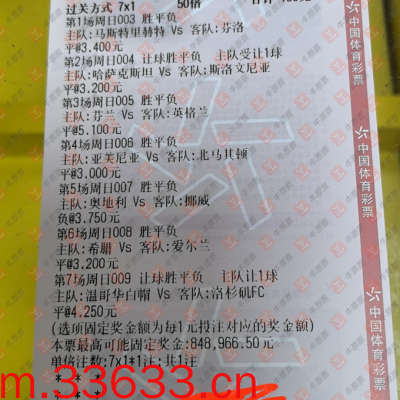 过关方式 7x1 50倍
第1场周日003 胜平负
主队:马斯特里赫特 Vs 客队:芬洛
平@3.400元
第2场周日004 让球胜平负 主队受让1球
主队:哈萨克斯坦 Vs 客队:斯洛文尼亚
平@3.200元
第3场周日005 胜平负
主队:芬兰 Vs 客队:英格兰
平@5.100元
第4场周日006 胜平负
主队:亚美尼亚 Vs 客队:北马其顿
平@3.000元
第5场周日007 胜平负
主队:奥地利 Vs 客队:挪威
负@3.750元
第6场周日008 胜平负
主队:希腊 Vs 客队:爱尔兰
平@3.200元
第7场周日009 让球胜平负 主队让1球
主队:温哥华白帽 Vs 客队:洛杉矶FC
平@4.250元
(选项固定奖金额为每1元投注对应的奖金额)
本票最高可能固定奖金:848,966.50元
单倍注数:7x1*1注;共1注
m.33633.cn
中国体育彩票
中国体育彩票
中国体育彩票